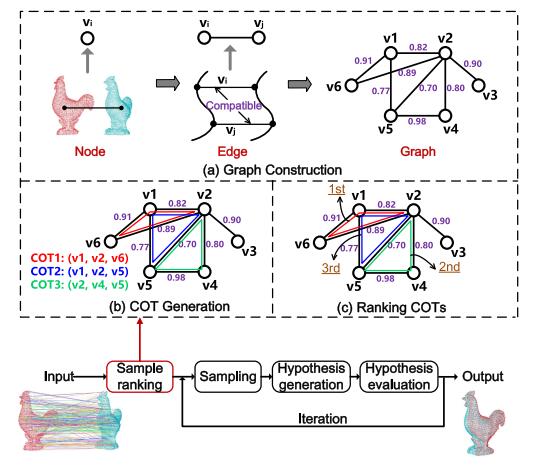 vi
vi
vj
v1
0.82
v2
0.91
0.90
0.89
vi
Compatible
v6
0.77
0.70
0.80
v3
vj
v5
0.98
v4
Node
Edge
Graph
(a) Graph Construction
v1
0.82
v2
0.91
0.90
0.89
v6
0.77
0.70
0.80
v3
COT1: (v1, v2, v6)
COT2: (v1, v2, v5)
COT3: (v2, v4, v5)
v5
0.98
v4
(b) COT Generation
1st
v1
0.82
v2
0.91
0.90
0.89
v6
0.77
0.70
0.80
v3
3rd
2nd
v5
0.98
v4
(c) Ranking COTs
Input
Sample
ranking
Sampling
Hypothesis
generation
Hypothesis
evaluation
Output
Iteration